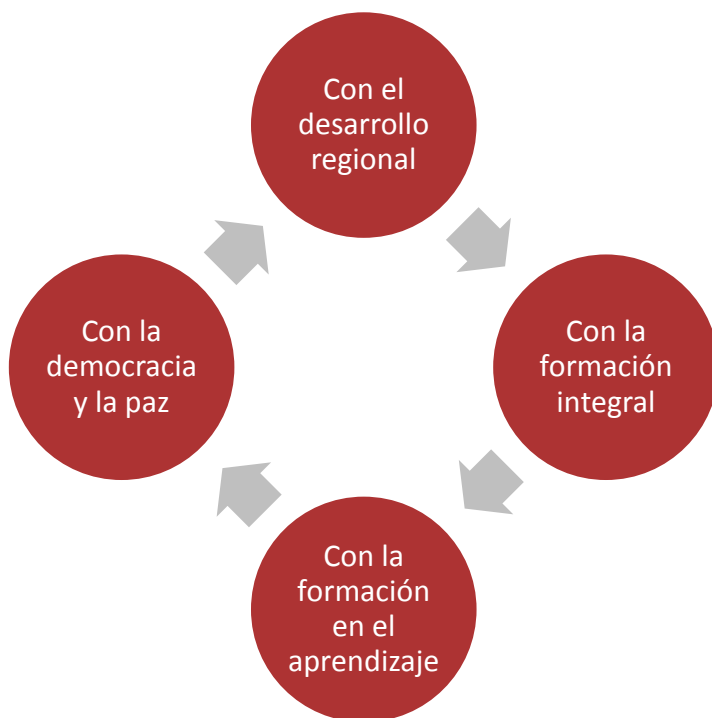 Con el
desarrollo
regional
Con la
formación
integral
Con la
formación
en el
aprendizaje
Con la
democracia
y la paz